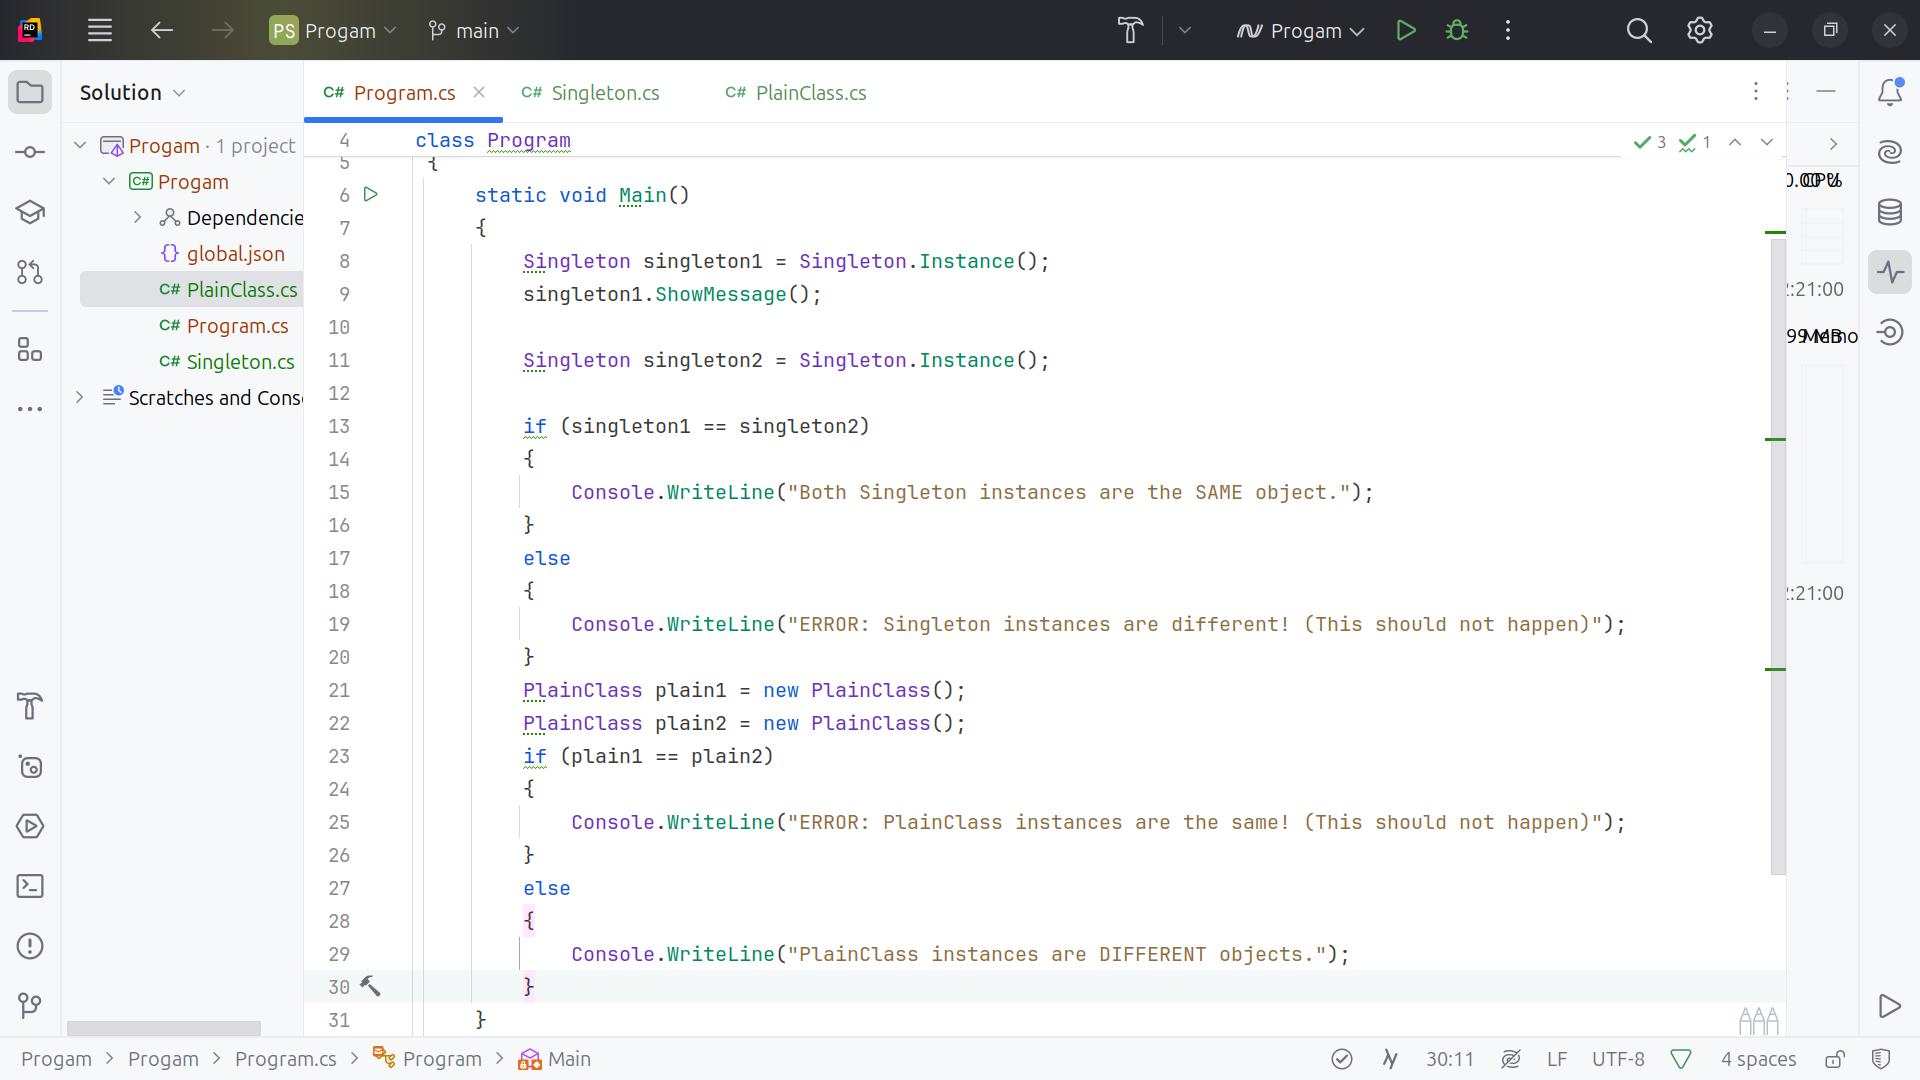 PS Progam main Progam
Solution
C# Program.cs
C# Singleton.cs
C# PlainClass.cs
Progam · 1 project
C# Progam
Dependencie
{} global.json
C# PlainClass.cs
C# Program.cs
C# Singleton.cs
Scratches and Cons
3 1
4 class Program
5 {
6 static void Main()
7 {
8 Singleton singleton1 = Singleton.Instance();
9 singleton1.ShowMessage();
10
11 Singleton singleton2 = Singleton.Instance();
12
13 if (singleton1 == singleton2)
14 {
15 Console.WriteLine("Both Singleton instances are the SAME object.");
16 }
17 else
18 {
19 Console.WriteLine("ERROR: Singleton instances are different! (This should not happen)");
20 }
21 PlainClass plain1 = new PlainClass();
22 PlainClass plain2 = new PlainClass();
23 if (plain1 == plain2)
24 {
25 Console.WriteLine("ERROR: PlainClass instances are the same! (This should not happen)");
26 }
27 else
28 {
29 Console.WriteLine("PlainClass instances are DIFFERENT objects.");
30 }
31 }
:21:00
:21:00
Progam > Progam > Program.cs > Program > Main
30:11 LF UTF-8 4 spaces